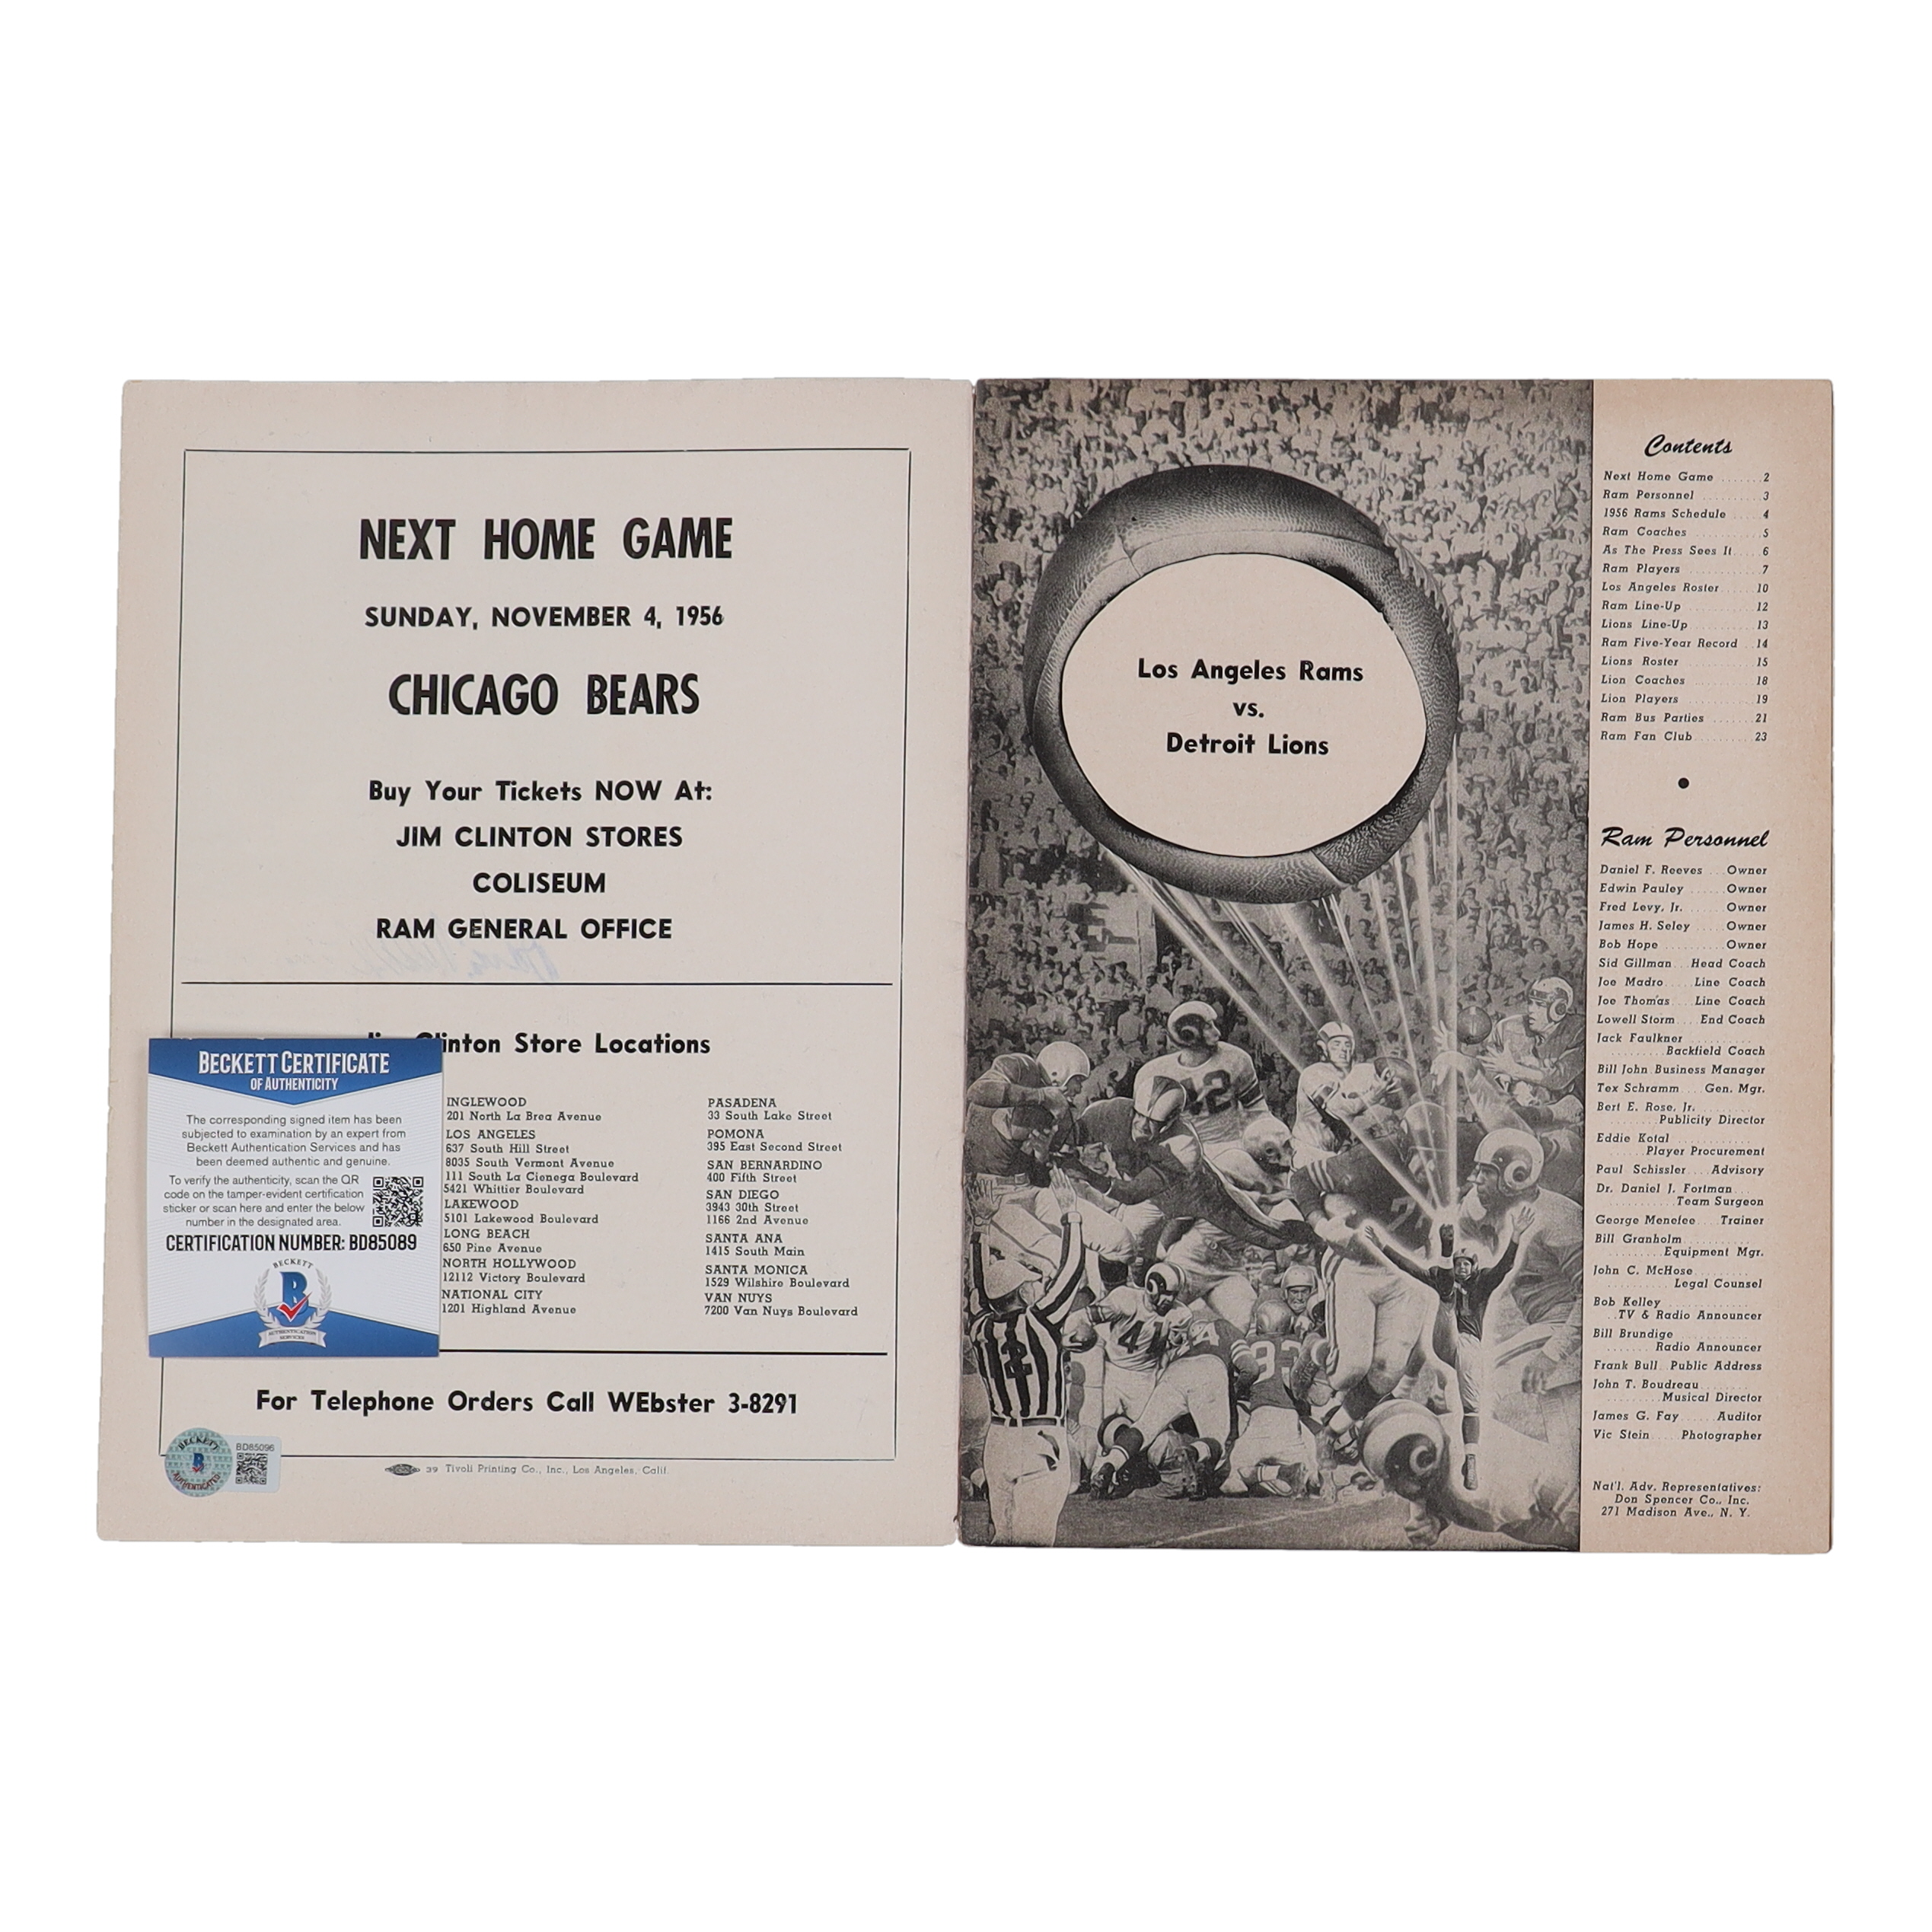 NEXT HOME GAME
SUNDAY, NOVEMBER 4, 1956
CHICAGO BEARS
Buy Your Tickets NOW At:
JIM CLINTON STORES
COLISEUM
RAM GENERAL OFFICE
Clinton Store Locations
INGLEWOOD
201 North La Brea Avenue
LOS ANGELES
637 South Hill Street
8035 South Vermont Avenue
111 South La Cienega Boulevard
5421 Whittier Boulevard
LAKEWOOD
5101 Lakewood Boulevard
LONG BEACH
650 Pine Avenue
NORTH HOLLYWOOD
12112 Victory Boulevard
NATIONAL CITY
1201 Highland Avenue
PASADENA
33 South Lake Street
POMONA
395 East Second Street
SAN BERNARDINO
400 Fifth Street
SAN DIEGO
3943 30th Street
1166 2nd Avenue
SANTA ANA
1415 South Main
SANTA MONICA
1529 Wilshire Boulevard
VAN NUYS
7200 Van Nuys Boulevard
For Telephone Orders Call WEbster 3-8291
39 Tivoli Printing Co., Inc., Los Angeles, Calif.
BECKETT CERTIFICATE
OF AUTHENTICITY
The corresponding signed item has been
subjected to examination by an expert from
Beckett Authentication Services and has
been deemed authentic and genuine.
To verify the authenticity, scan the QR
code on the tamper-evident certification
sticker or scan here and enter the below
number in the designated area.
CERTIFICATION NUMBER: BD85089
BECKETT
B
AUTHENTICATION
SERVICES
BECKETT
B
AUTHENTICATED
BD85096
Los Angeles Rams
vs.
Detroit Lions
12
41
93
2
Contents
Next Home Game .......2
Ram Personnel ..........3
1956 Rams Schedule .....4
Ram Coaches ...........5
As The Press Sees It.....6
Ram Players ............7
Los Angeles Roster ......10
Ram Line-Up ...........12
Lions Line-Up ..........13
Ram Five-Year Record ..14
Lions Roster ...........15
Lion Coaches ..........18
Lion Players ...........19
Ram Bus Parties .......21
Ram Fan Club..........23
Ram Personnel
Daniel F. Reeves ...Owner
Edwin Pauley ......Owner
Fred Levy, Jr. ......Owner
James H. Seley .....Owner
Bob Hope ..........Owner
Sid Gillman...Head Coach
Joe Madro.....Line Coach
Joe Thomas....Line Coach
Lowell Storm....End Coach
Jack Faulkner ..........
.........Backfield Coach
Bill John Business Manager
Tex Schramm....Gen. Mgr.
Bert E. Rose, Jr. ........
........Publicity Director
Eddie Kotal ............
......Player Procurement
Paul Schissler....Advisory
Dr. Daniel J. Fortman...
..........Team Surgeon
George Menefee....Trainer
Bill Granholm ..........
.........Equipment Mgr.
John C. McHose.........
..........Legal Counsel
Bob Kelley .............
..TV & Radio Announcer
Bill Brundige ...........
.......Radio Announcer
Frank Bull..Public Address
John T. Boudreau........
.........Musical Director
James G. Fay ......Auditor
Vic Stein.....Photographer
Nat'l. Adv. Representatives:
Don Spencer Co., Inc.
271 Madison Ave., N. Y.